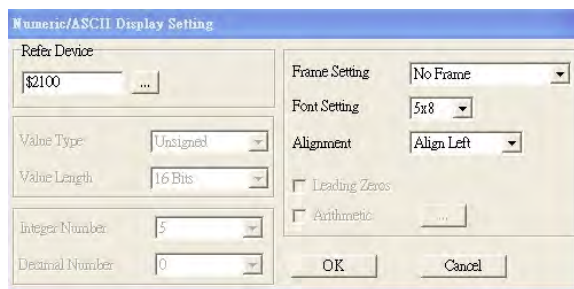 Numeric/ASCII Display Setting
Refer Device
$2100 ...
Value Type Unsigned
Value Length 16 Bits
Integer Number 5
Decimal Number 0
Frame Setting No Frame
Font Setting 5x8
Alignment Align Left
Leading Zeros
Arithmetic ...
OK Cancel